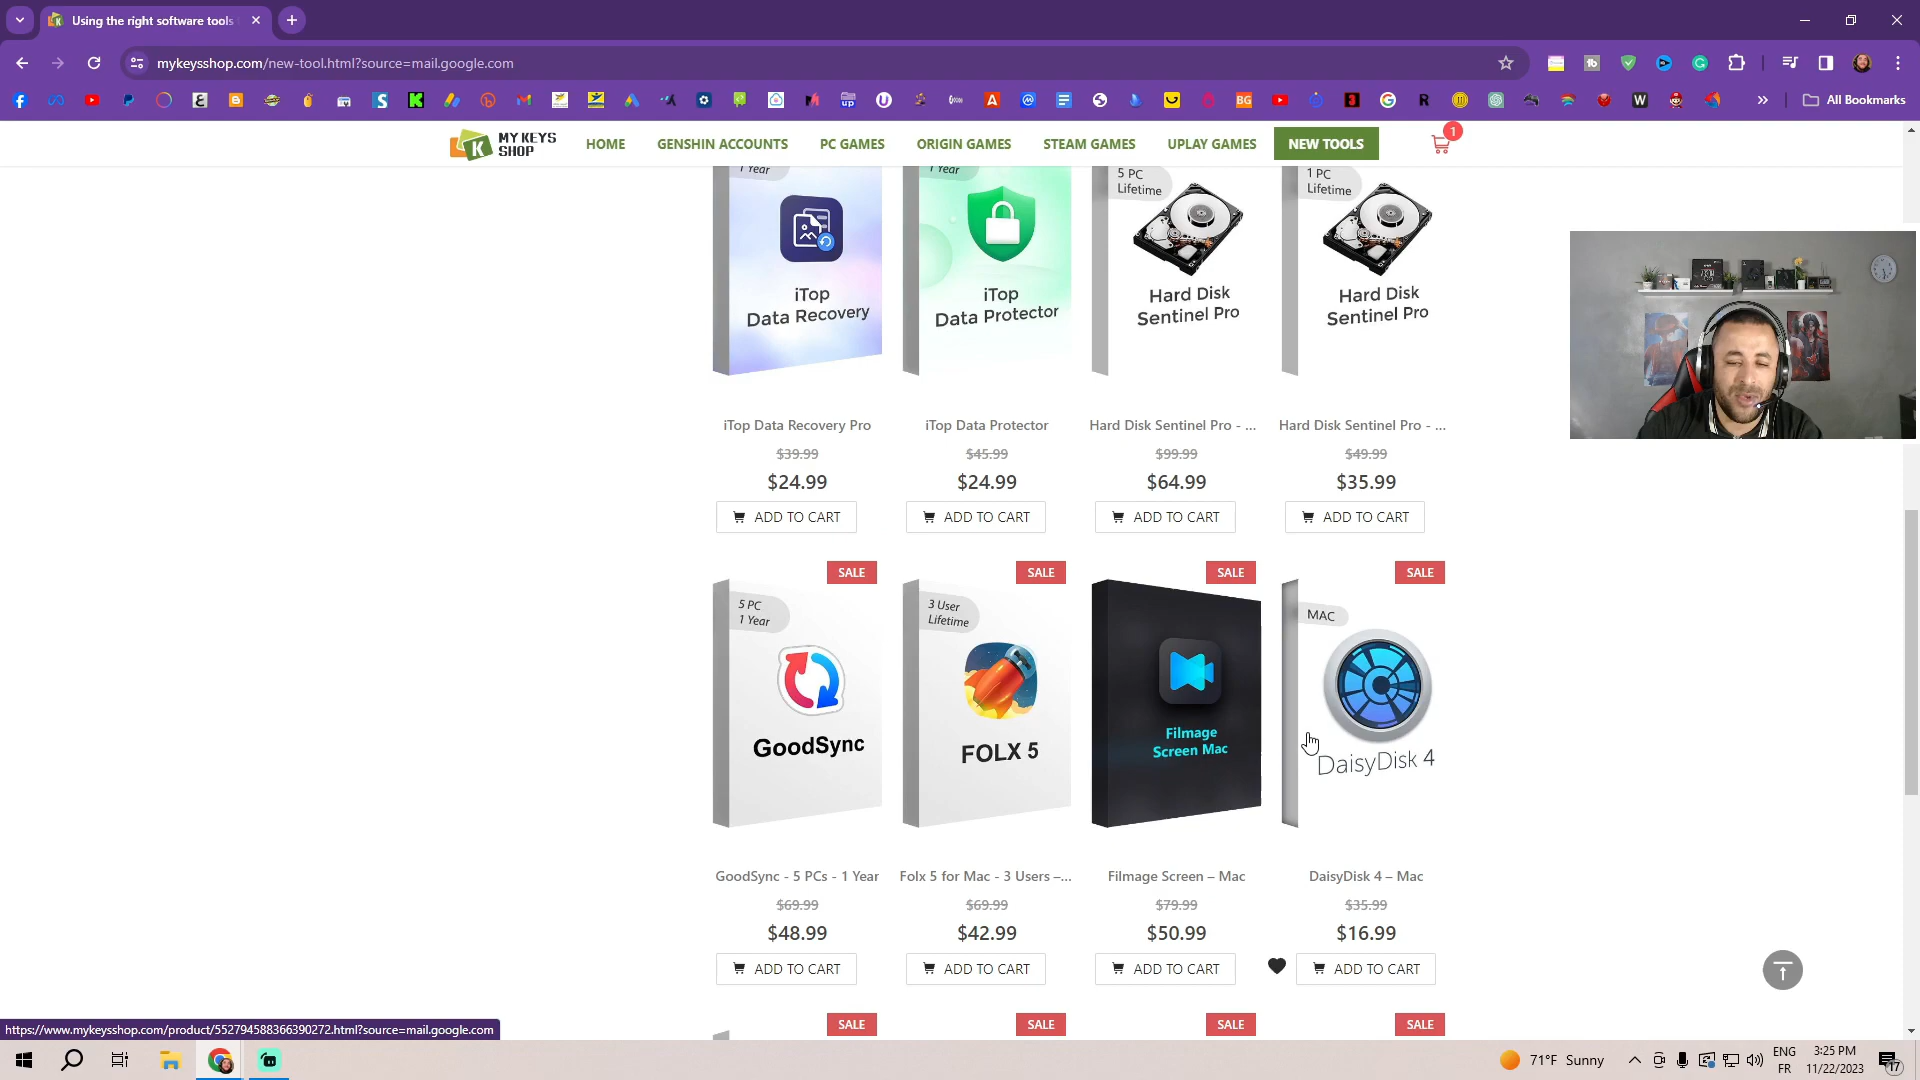 Using the right software tools
mykeysshop.com/new-tool.html?source=mail.google.com
All Bookmarks
MY KEYS
SHOP
HOME
GENSHIN ACCOUNTS
PC GAMES
ORIGIN GAMES
STEAM GAMES
UPLAY GAMES
NEW TOOLS
1
1 Year
1 Year
5 PC
Lifetime
1 PC
Lifetime
iTop
Data Recovery
iTop
Data Protector
Hard Disk
Sentinel Pro
Hard Disk
Sentinel Pro
iTop Data Recovery Pro
iTop Data Protector
Hard Disk Sentinel Pro - ...
Hard Disk Sentinel Pro - ...
$39.99
$45.99
$99.99
$49.99
$24.99
$24.99
$64.99
$35.99
ADD TO CART
ADD TO CART
ADD TO CART
ADD TO CART
SALE
SALE
SALE
SALE
5 PC
1 Year
3 User
Lifetime
MAC
GoodSync
FOLX 5
Filmage
Screen Mac
DaisyDisk 4
GoodSync - 5 PCs - 1 Year
Folx 5 for Mac - 3 Users –...
Filmage Screen – Mac
DaisyDisk 4 – Mac
$69.99
$69.99
$79.99
$35.99
$48.99
$42.99
$50.99
$16.99
ADD TO CART
ADD TO CART
ADD TO CART
ADD TO CART
SALE
SALE
SALE
SALE
https://www.mykeysshop.com/product/552794588366390272.html?source=mail.google.com
71°F Sunny
ENG
FR
3:25 PM
11/22/2023
17